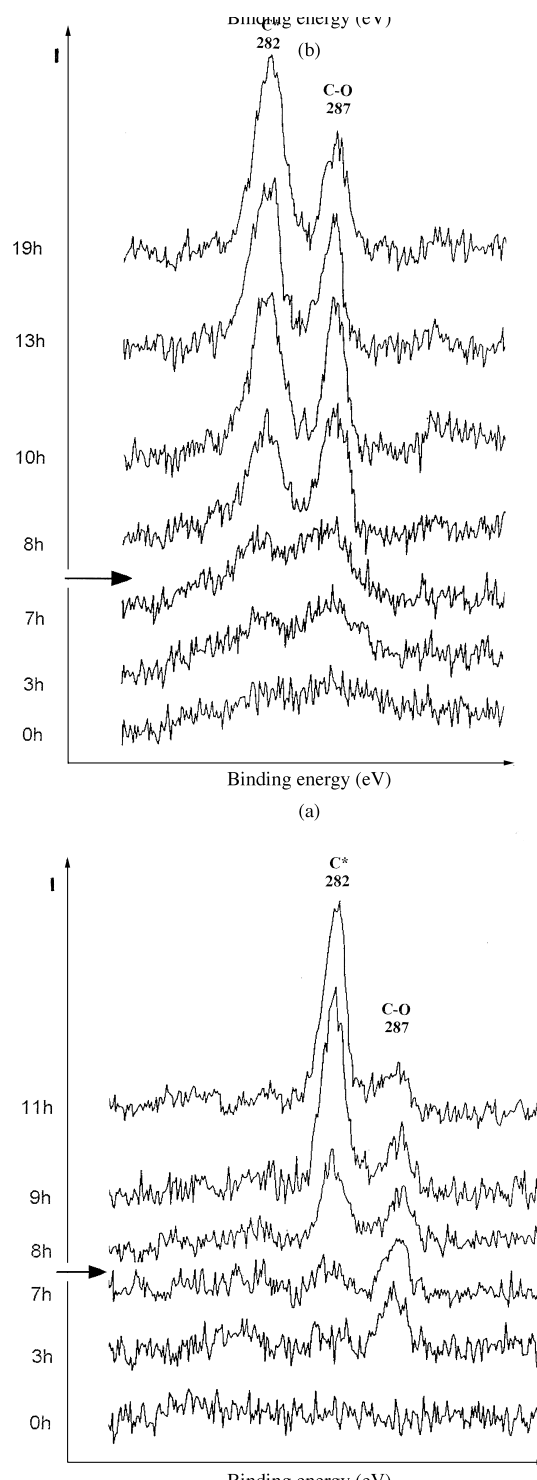 Binding energy (eV)
(b)
C*
282
I
C-O
287
19h
13h
10h
8h
7h
3h
0h
Binding energy (eV)
(a)
C*
282
I
C-O
287
11h
9h
8h
7h
3h
0h
Binding energy (eV)